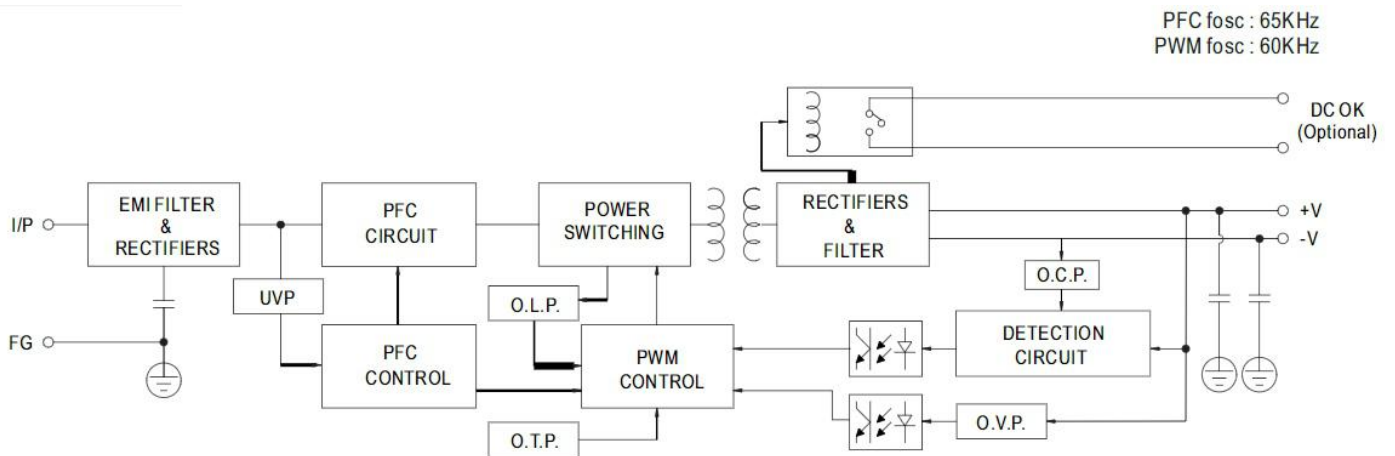 PFC fosc : 65KHz
PWM fosc : 60KHz
DC OK
(Optional)
I/P
EMI FILTER
&
RECTIFIERS
PFC
CIRCUIT
POWER
SWITCHING
RECTIFIERS
&
FILTER
+V
-V
UVP
O.L.P.
O.C.P.
FG
PFC
CONTROL
PWM
CONTROL
DETECTION
CIRCUIT
O.T.P.
O.V.P.